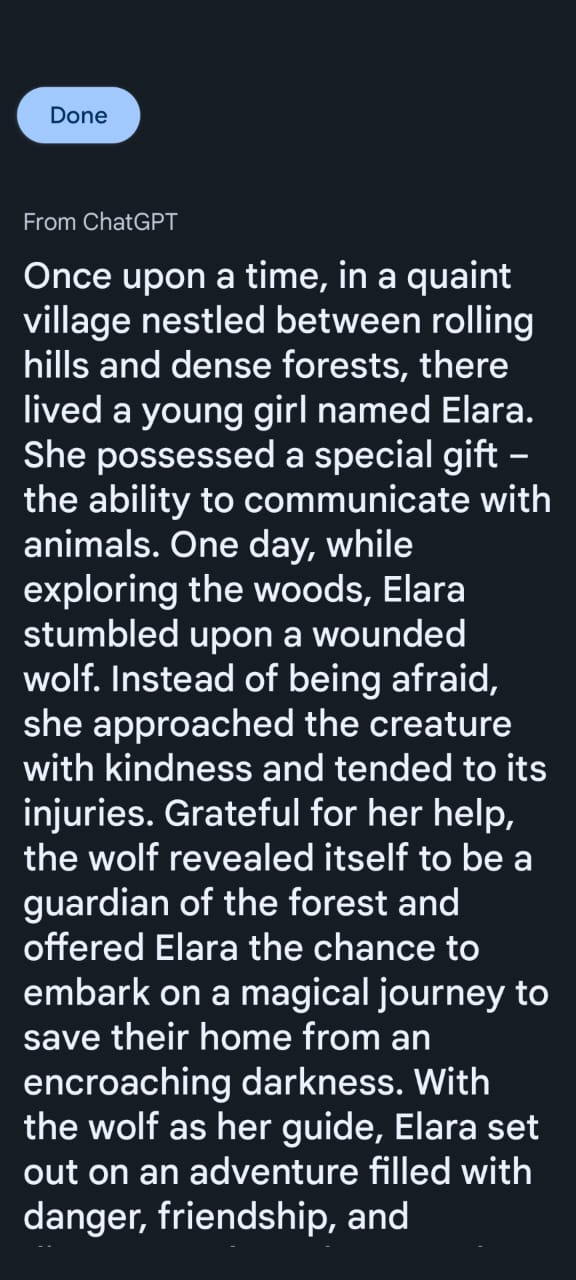 Done
From ChatGPT
Once upon a time, in a quaint
village nestled between rolling
hills and dense forests, there
lived a young girl named Elara.
She possessed a special gift –
the ability to communicate with
animals. One day, while
exploring the woods, Elara
stumbled upon a wounded
wolf. Instead of being afraid,
she approached the creature
with kindness and tended to its
injuries. Grateful for her help,
the wolf revealed itself to be a
guardian of the forest and
offered Elara the chance to
embark on a magical journey to
save their home from an
encroaching darkness. With
the wolf as her guide, Elara set
out on an adventure filled with
danger, friendship, and